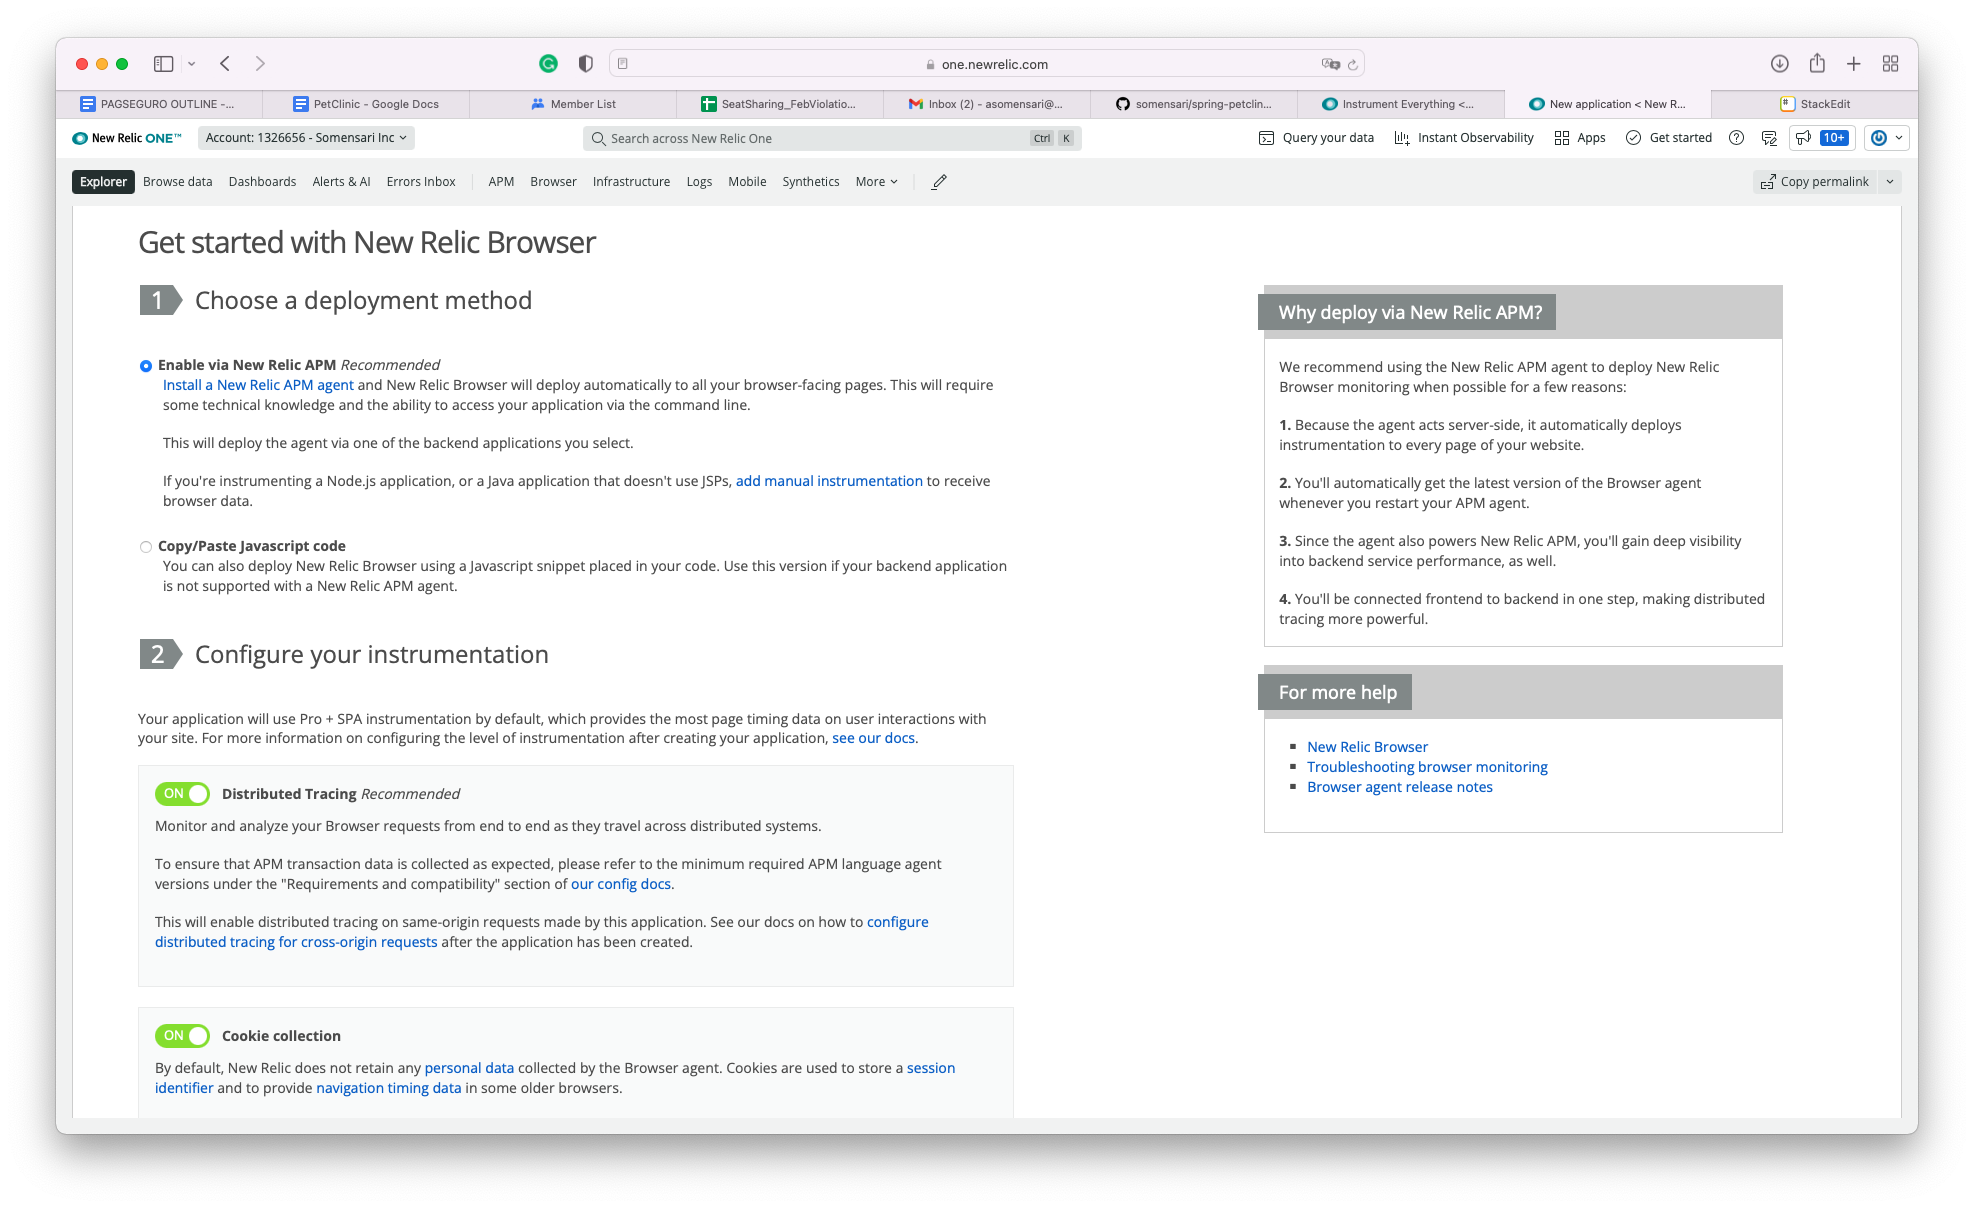 one.newrelic.com
PAGSEGURO OUTLINE -...
PetClinic - Google Docs
Member List
SeatSharing_FebViolatio...
Inbox (2) - asomensari@...
somensari/spring-petclin...
Instrument Everything <...
New application < New R...
StackEdit
New Relic ONE™
Account: 1326656 - Somensari Inc
Search across New Relic One
Ctrl K
Query your data
Instant Observability
Apps
Get started
10+
Explorer
Browse data
Dashboards
Alerts & AI
Errors Inbox
APM
Browser
Infrastructure
Logs
Mobile
Synthetics
More
Copy permalink
Get started with New Relic Browser
1 Choose a deployment method
Enable via New Relic APM Recommended
Install a New Relic APM agent and New Relic Browser will deploy automatically to all your browser-facing pages. This will require
some technical knowledge and the ability to access your application via the command line.
This will deploy the agent via one of the backend applications you select.
If you're instrumenting a Node.js application, or a Java application that doesn't use JSPs, add manual instrumentation to receive
browser data.
Copy/Paste Javascript code
You can also deploy New Relic Browser using a Javascript snippet placed in your code. Use this version if your backend application
is not supported with a New Relic APM agent.
2 Configure your instrumentation
Your application will use Pro + SPA instrumentation by default, which provides the most page timing data on user interactions with
your site. For more information on configuring the level of instrumentation after creating your application, see our docs.
ON Distributed Tracing Recommended
Monitor and analyze your Browser requests from end to end as they travel across distributed systems.
To ensure that APM transaction data is collected as expected, please refer to the minimum required APM language agent
versions under the "Requirements and compatibility" section of our config docs.
This will enable distributed tracing on same-origin requests made by this application. See our docs on how to configure
distributed tracing for cross-origin requests after the application has been created.
ON Cookie collection
By default, New Relic does not retain any personal data collected by the Browser agent. Cookies are used to store a session
identifier and to provide navigation timing data in some older browsers.
Why deploy via New Relic APM?
We recommend using the New Relic APM agent to deploy New Relic
Browser monitoring when possible for a few reasons:
1. Because the agent acts server-side, it automatically deploys
instrumentation to every page of your website.
2. You'll automatically get the latest version of the Browser agent
whenever you restart your APM agent.
3. Since the agent also powers New Relic APM, you'll gain deep visibility
into backend service performance, as well.
4. You'll be connected frontend to backend in one step, making distributed
tracing more powerful.
For more help
New Relic Browser
Troubleshooting browser monitoring
Browser agent release notes